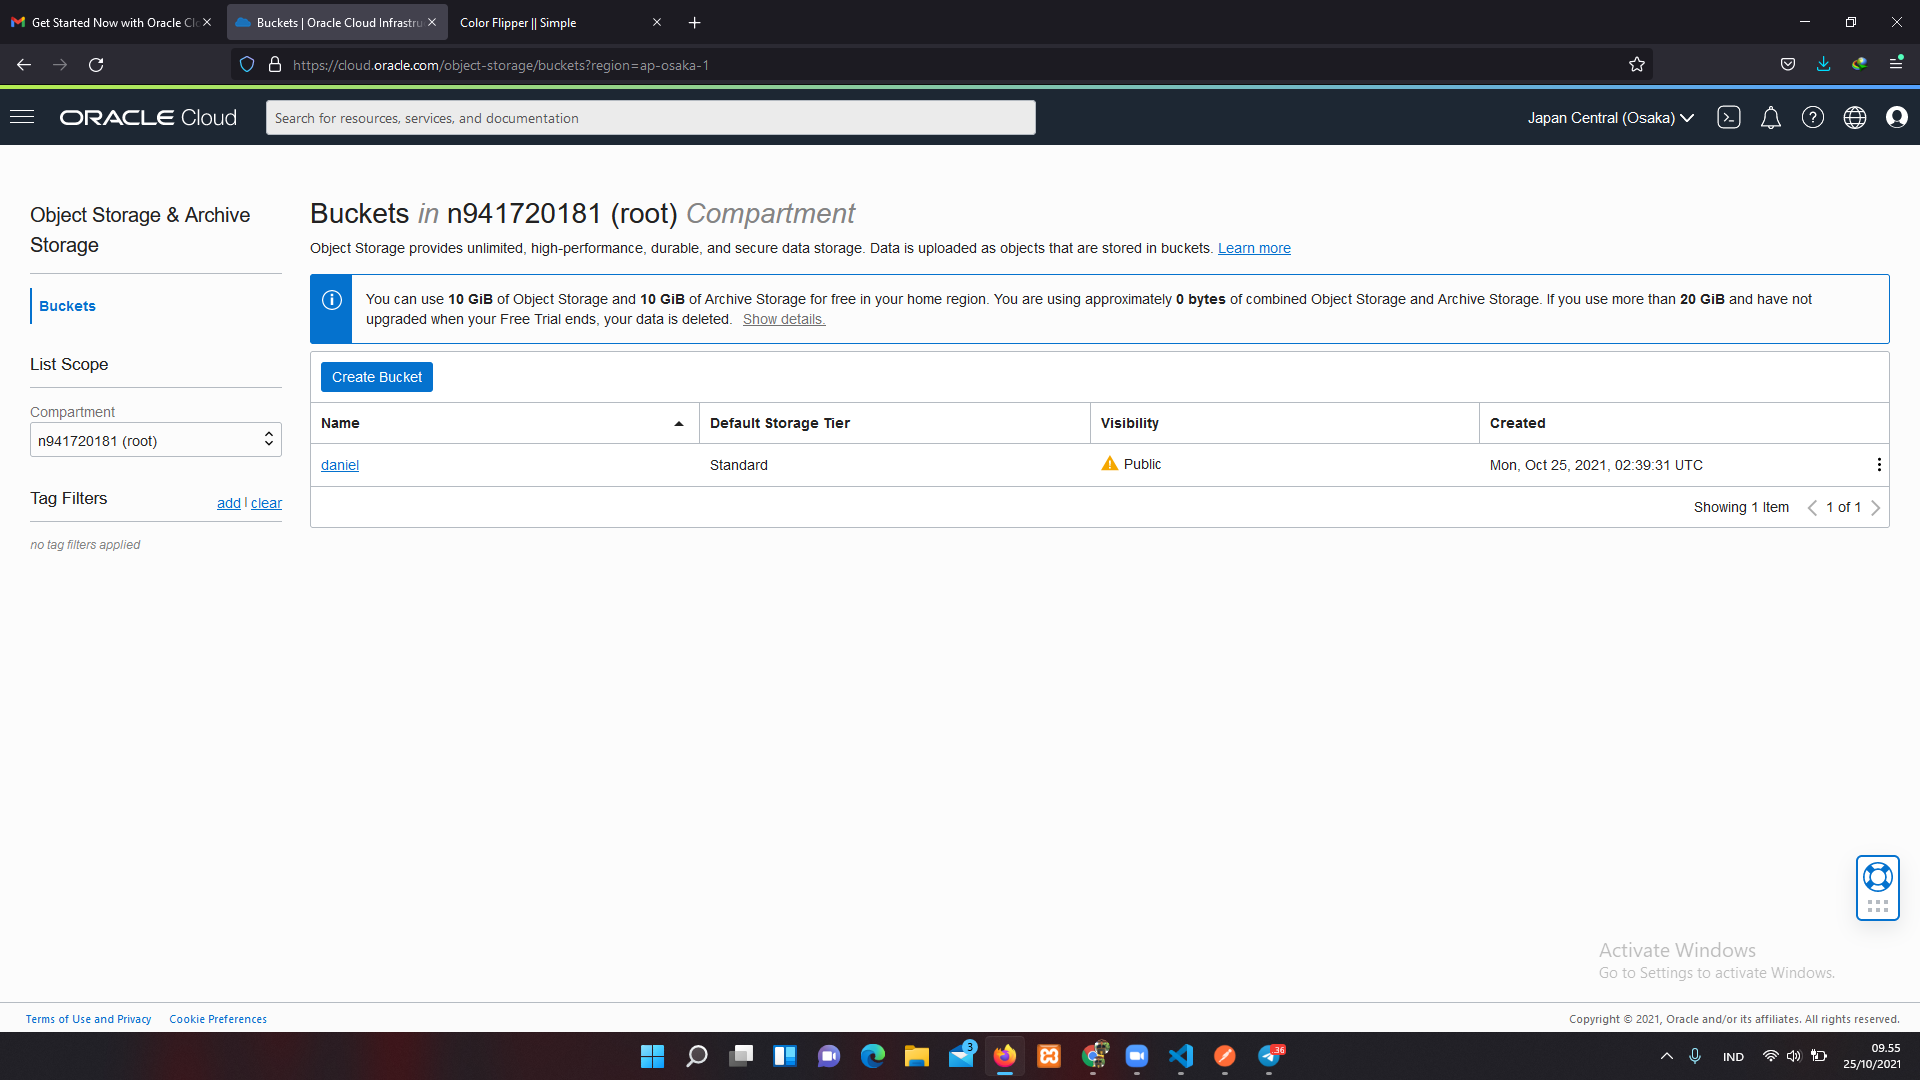 Get Started Now with Oracle Cl
Buckets | Oracle Cloud Infrastru
Color Flipper || Simple
https://cloud.oracle.com/object-storage/buckets?region=ap-osaka-1
ORACLE Cloud
Search for resources, services, and documentation
Japan Central (Osaka)
Object Storage & Archive
Storage
Buckets
List Scope
Compartment
n941720181 (root)
Tag Filters
add | clear
no tag filters applied
Buckets in n941720181 (root) Compartment
Object Storage provides unlimited, high-performance, durable, and secure data storage. Data is uploaded as objects that are stored in buckets. Learn more
You can use 10 GiB of Object Storage and 10 GiB of Archive Storage for free in your home region. You are using approximately 0 bytes of combined Object Storage and Archive Storage. If you use more than 20 GiB and have not
upgraded when your Free Trial ends, your data is deleted. Show details.
Create Bucket
Name Default Storage Tier Visibility Created
daniel Standard Public Mon, Oct 25, 2021, 02:39:31 UTC
Showing 1 Item 1 of 1
Activate Windows
Go to Settings to activate Windows.
Terms of Use and Privacy Cookie Preferences
Copyright © 2021, Oracle and/or its affiliates. All rights reserved.
3
36
IND
09.55
25/10/2021